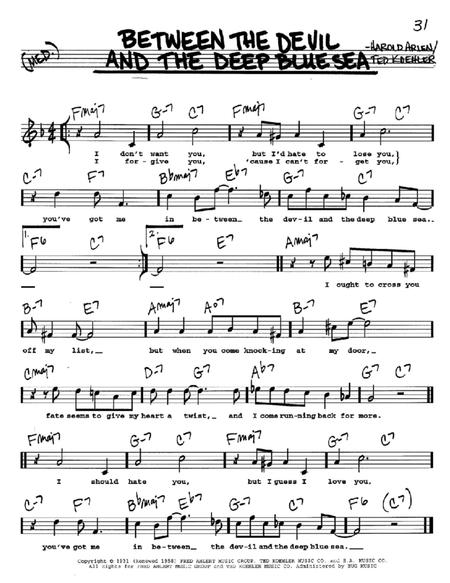 31
BETWEEN THE DEVIL
AND THE DEEP BLUE SEA
-HAROLD ARLEN/
TED KOEHLER
(MED.)
Fmaj7 G-7 C7 Fmaj7 G-7 C7
I don't want you, but I'd hate to lose you,
I for-give you, 'cause I can't for-get you,}
C-7 F7 Bbmaj7 Eb7 G-7 C7
you've got me in be-tween_ the dev-il and the deep blue sea._
1. F6 C7 2. F6 E7 Amaj7
I ought to cross you
B-7 E7 Amaj7 A°7 B-7 E7
off my list,_ but when you come knock-ing at my door,_
Cmaj7 D-7 G7 Ab7 G-7 C7
fate seems to give my heart a twist,_ and I come run-ning back for more.
Fmaj7 G-7 C7 Fmaj7 G-7 C7
I should hate you, but I guess I love you.
C-7 F7 Bbmaj7 Eb7 G-7 C7 F6 (C7)
you've got me in be-tween_ the dev-il and the deep blue sea._
Copyright © 1931 (Renewed 1958) FRED AHLERT MUSIC GROUP, TED KOEHLER MUSIC CO. and S.A. MUSIC CO.
All Rights for FRED AHLERT MUSIC GROUP and TED KOEHLER MUSIC CO. Administered by BUG MUSIC